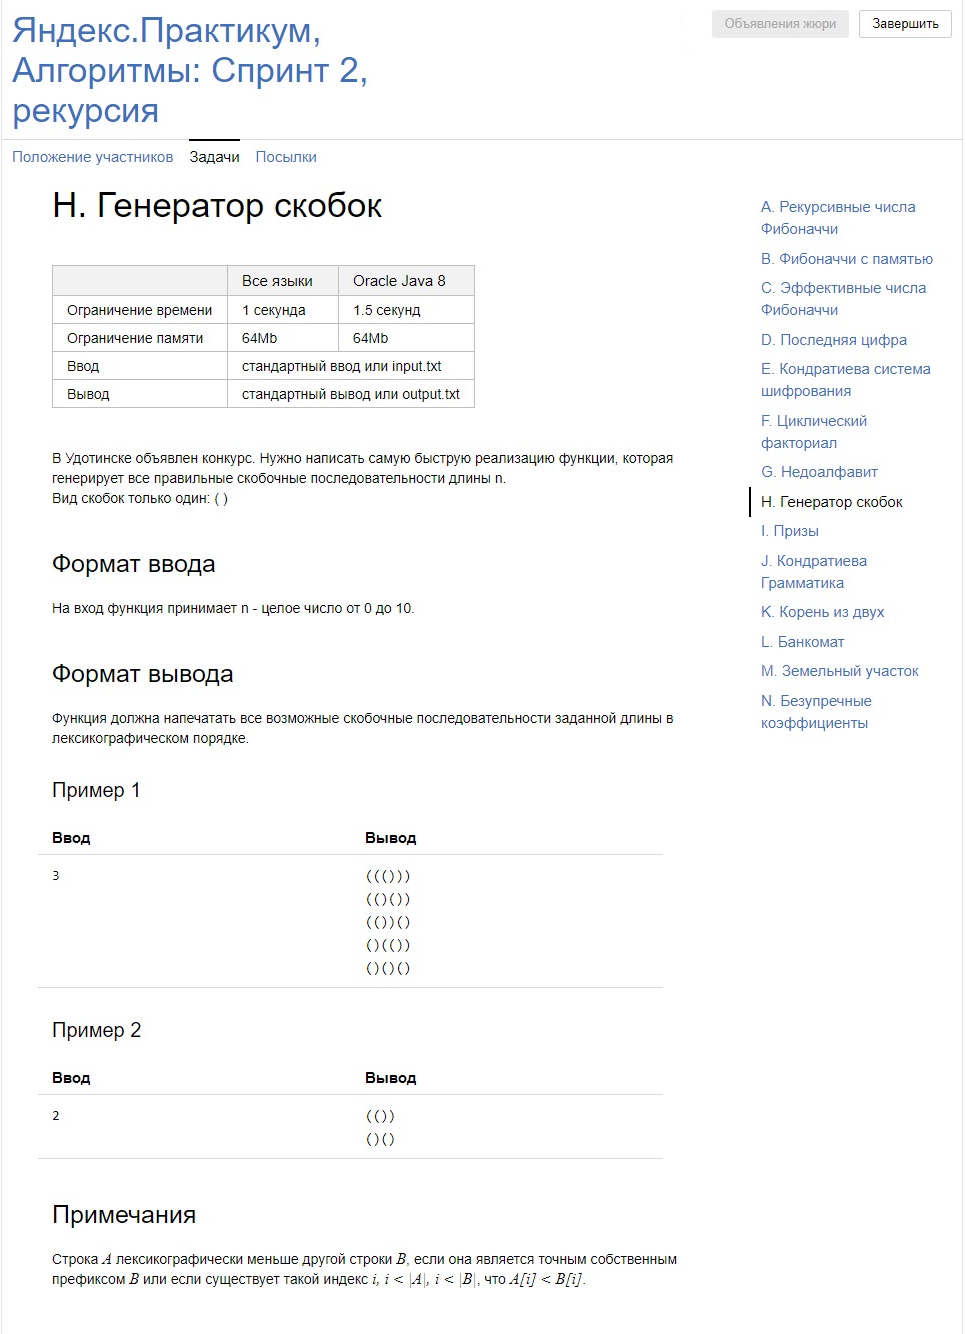 Яндекс.Практикум,
Алгоритмы: Спринт 2,
рекурсия
Объявления жюри
Завершить
Положение участников Задачи Посылки
H. Генератор скобок
Все языки Oracle Java 8
Ограничение времени 1 секунда 1.5 секунд
Ограничение памяти 64Mb 64Mb
Ввод стандартный ввод или input.txt
Вывод стандартный вывод или output.txt
В Удотинске объявлен конкурс. Нужно написать самую быструю реализацию функции, которая
генерирует все правильные скобочные последовательности длины n.
Вид скобок только один: ( )
Формат ввода
На вход функция принимает n - целое число от 0 до 10.
Формат вывода
Функция должна напечатать все возможные скобочные последовательности заданной длины в
лексикографическом порядке.
Пример 1
Ввод Вывод
3 ((()))
(()())
(())()
()(())
()()()
Пример 2
Ввод Вывод
2 (())
()()
Примечания
Строка A лексикографически меньше другой строки B, если она является точным собственным
префиксом B или если существует такой индекс i, i < |A|, i < |B|, что A[i] < B[i].
A. Рекурсивные числа
Фибоначчи
B. Фибоначчи с памятью
C. Эффективные числа
Фибоначчи
D. Последняя цифра
E. Кондратиева система
шифрования
F. Циклический
факториал
G. Недоалфавит
H. Генератор скобок
I. Призы
J. Кондратиева
Грамматика
K. Корень из двух
L. Банкомат
M. Земельный участок
N. Безупречные
коэффициенты